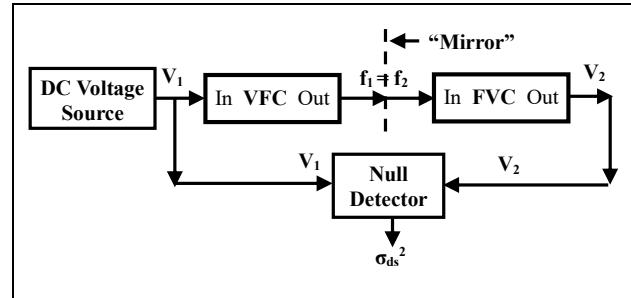 “Mirror”
V1
f1 = f2
V2
DC Voltage
Source
In VFC Out
In FVC Out
V1
Null
Detector
V2
σds2